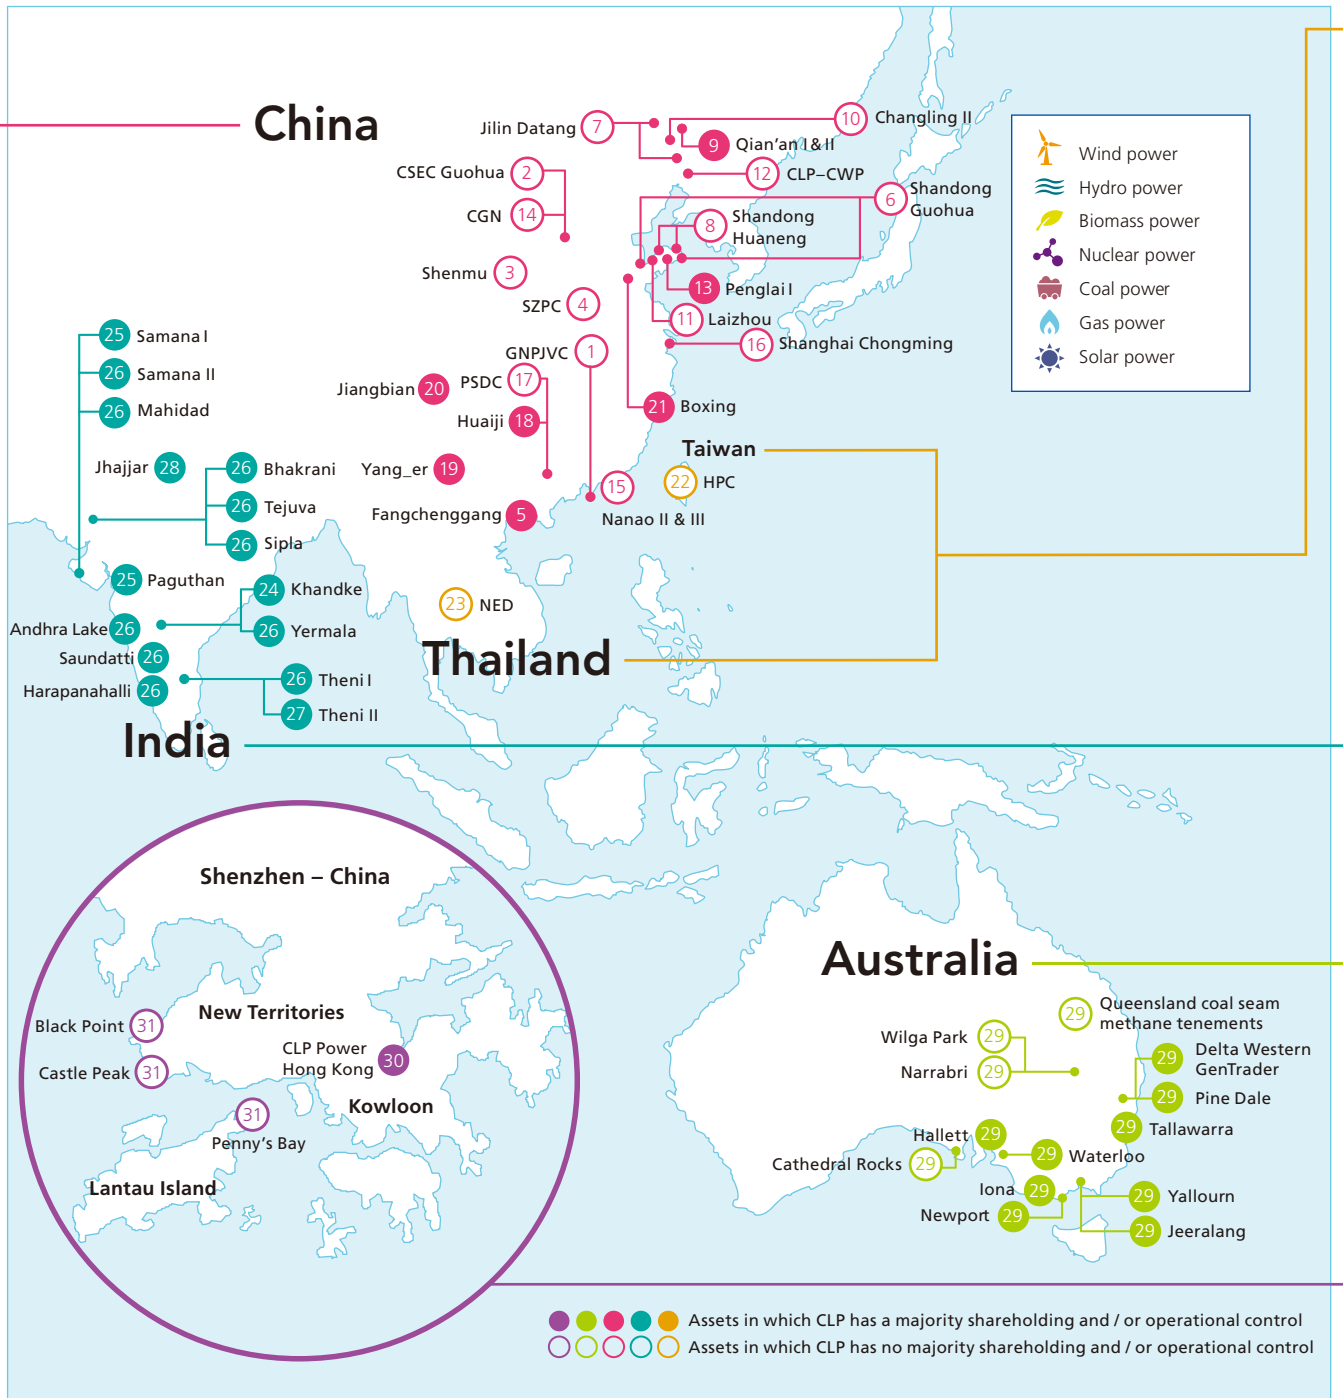 China
Jilin Datang 7
10 Changling II
9 Qian'an I & II
CSEC Guohua 2
12 CLP–CWP
CGN 14
6 Shandong
Guohua
8 Shandong
Huaneng
Shenmu 3
13 Penglai I
SZPC 4
11 Laizhou
16 Shanghai Chongming
GNPJVC 1
PSDC 17
Jiangbian 20
Huaiji 18
21 Boxing
Yang_er 19
15
Nanao II & III
Fangchenggang 5
Wind power
Hydro power
Biomass power
Nuclear power
Coal power
Gas power
Solar power
Taiwan
22 HPC
25 Samana I
26 Samana II
26 Mahidad
Jhajjar 28
26 Bhakrani
26 Tejuva
26 Sipla
25 Paguthan
24 Khandke
Andhra Lake 26
26 Yermala
Saundatti 26
Harapanahalli 26
26 Theni I
27 Theni II
India
23 NED
Thailand
Shenzhen – China
New Territories
Black Point 31
CLP Power
Hong Kong 30
Castle Peak 31
Kowloon
31
Penny's Bay
Lantau Island
Australia
29 Queensland coal seam
methane tenements
Wilga Park 29
Narrabri 29
29 Delta Western
GenTrader
29 Pine Dale
29 Tallawarra
Hallett 29
29 Waterloo
Cathedral Rocks 29
Iona 29
29 Yallourn
Newport 29
29 Jeeralang
Assets in which CLP has a majority shareholding and / or operational control
Assets in which CLP has no majority shareholding and / or operational control